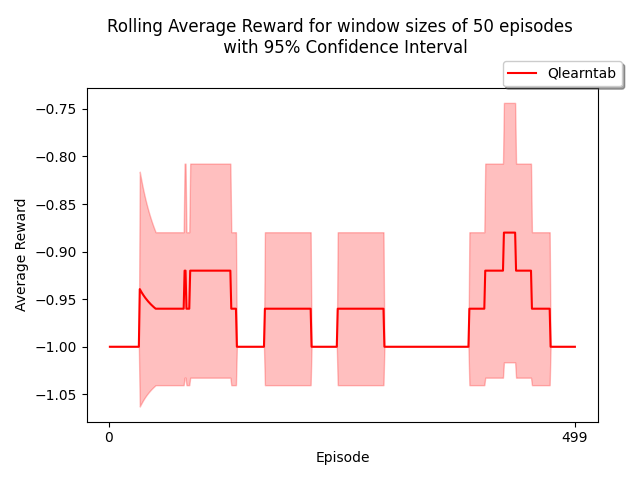 Rolling Average Reward for window sizes of 50 episodes
with 95% Confidence Interval
Qlearntab
−0.75
−0.80
−0.85
−0.90
−0.95
−1.00
−1.05
Average Reward
0
499
Episode